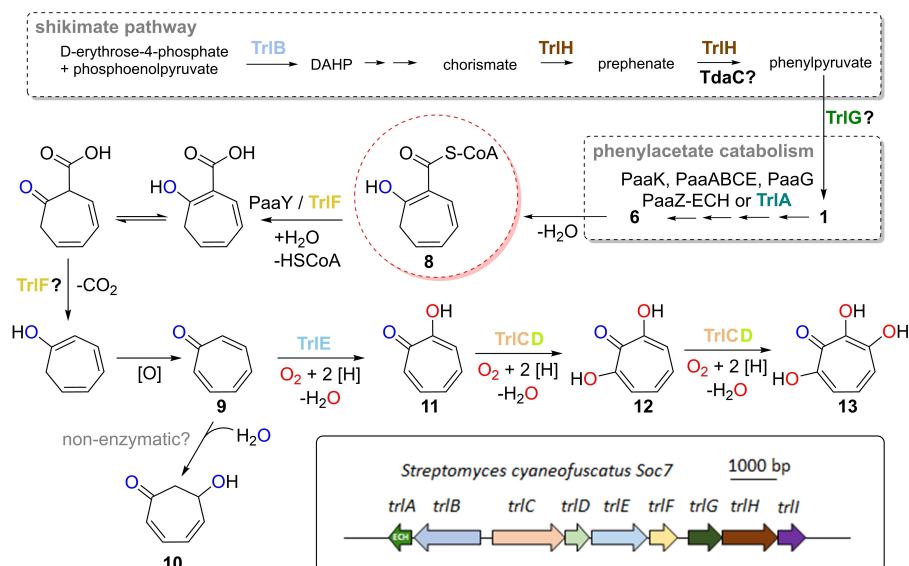 shikimate pathway
D-erythrose-4-phosphate
+ phosphoenolpyruvate
TrlB
DAHP
chorismate
TrlH
prephenate
TrlH
TdaC?
phenylpyruvate
TrlG?
phenylacetate catabolism
PaaK, PaaABCE, PaaG
PaaZ-ECH or TrlA
6
1
-H₂O
O
S-CoA
HO
8
PaaY / TrlF
+H₂O
-HSCoA
O
OH
HO
O
OH
O
TrlF?
-CO₂
HO
[O]
O
9
TrlE
O₂ + 2 [H]
-H₂O
OH
O
11
TrlCD
O₂ + 2 [H]
-H₂O
OH
O
HO
12
TrlCD
O₂ + 2 [H]
-H₂O
OH
O
OH
HO
13
non-enzymatic?
H₂O
O
OH
10
Streptomyces cyaneofuscatus Soc7
1000 bp
trlA trlB trlC trlD trlE trlF trlG trlH trlI
ECH